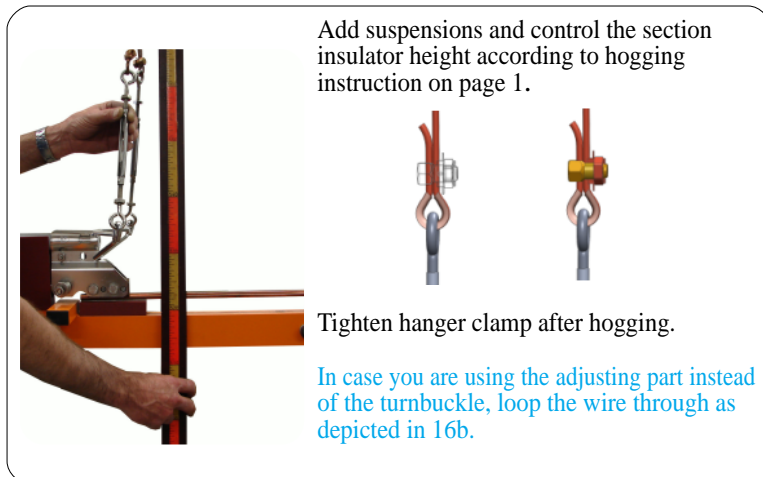 Add suspensions and control the section
insulator height according to hogging
instruction on page 1.
Tighten hanger clamp after hogging.
In case you are using the adjusting part instead
of the turnbuckle, loop the wire through as
depicted in 16b.